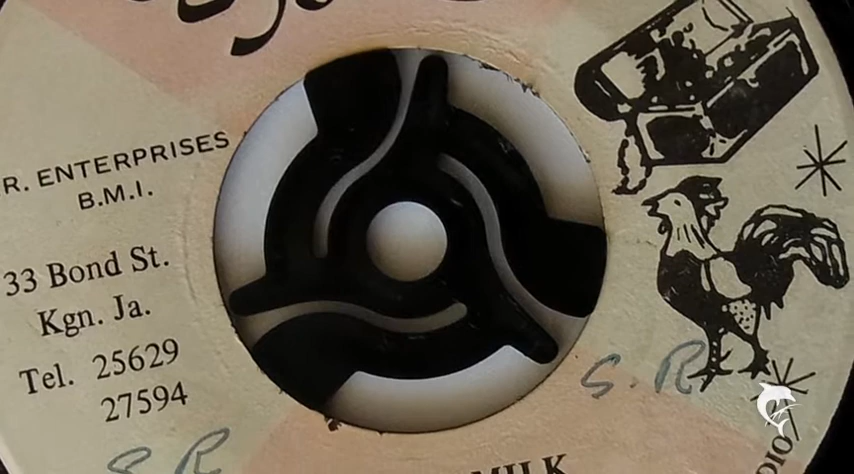 R. ENTERPRISES
B.M.I.
33 Bond St.
Kgn. Ja.
Tel. 25629
27594
S. R
S R
MILK